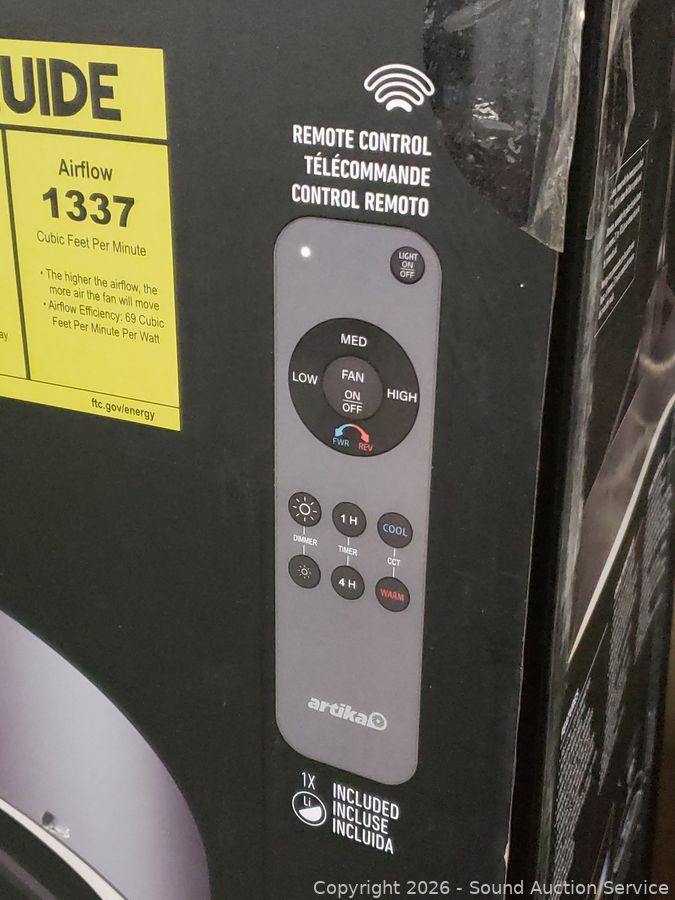 UIDE
Airflow
1337
Cubic Feet Per Minute
• The higher the airflow, the
more air the fan will move
• Airflow Efficiency: 69 Cubic
Feet Per Minute Per Watt
ftc.gov/energy
REMOTE CONTROL
TÉLÉCOMMANDE
CONTROL REMOTO
LIGHT
ON
OFF
MED
LOW
FAN
HIGH
ON
OFF
FWR
REV
1 H
COOL
DIMMER
TIMER
CCT
4 H
WARM
artika
1X
Li
INCLUDED
INCLUSE
INCLUIDA
Copyright 2026 - Sound Auction Service